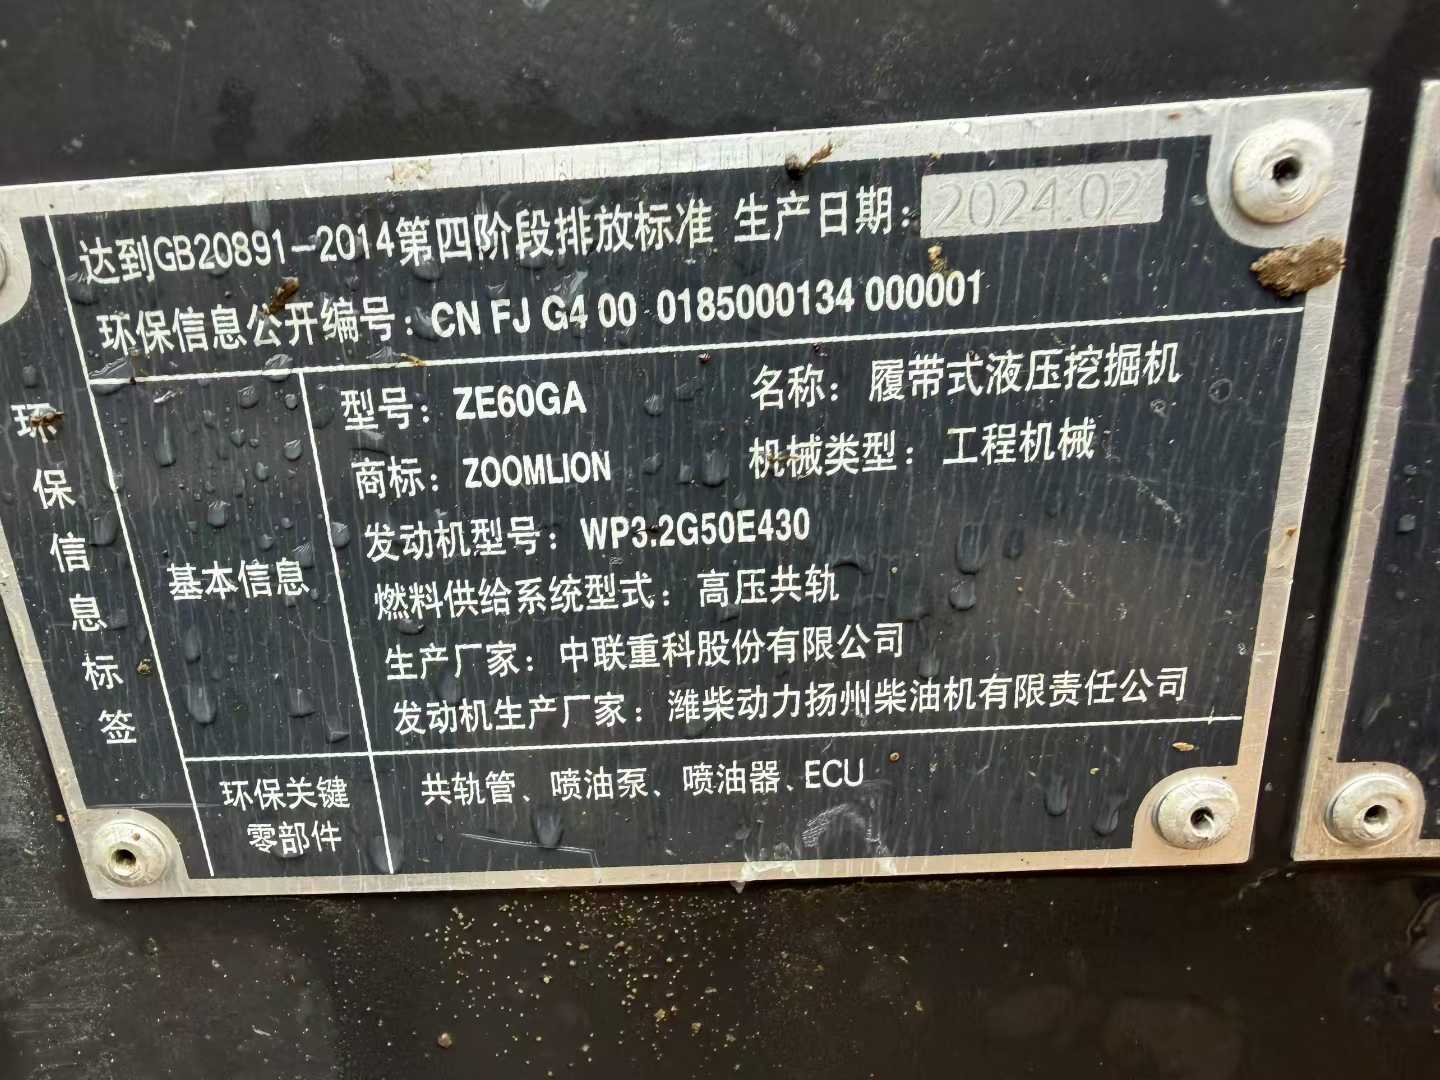 达到GB20891-2014第四阶段排放标准 生产日期：2024.02
环保信息公开编号：CN FJ G4 00 0185000134 000001
环保信息标签
基本信息
型号：ZE60GA 名称：履带式液压挖掘机
商标：ZOOMLION 机械类型：工程机械
发动机型号：WP3.2G50E430
燃料供给系统型式：高压共轨
生产厂家：中联重科股份有限公司
发动机生产厂家：潍柴动力扬州柴油机有限责任公司
环保关键
零部件
共轨管、喷油泵、喷油器、ECU